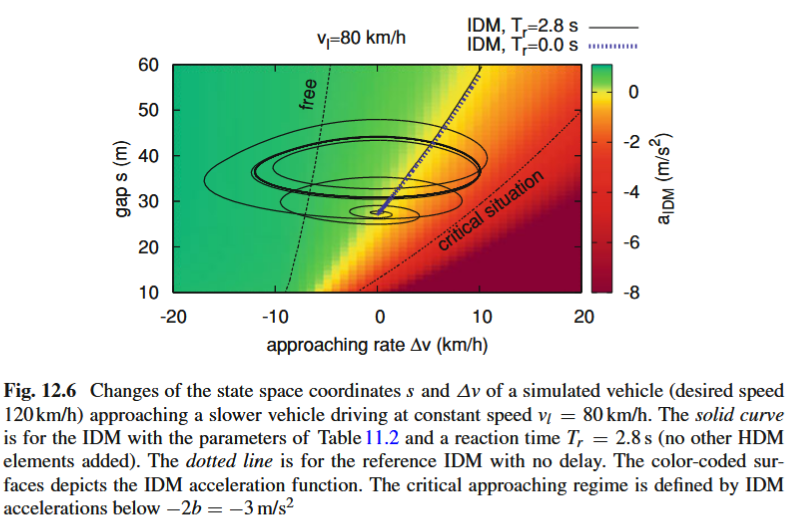 v_l=80 km/h
IDM, T_r=2.8 s
IDM, T_r=0.0 s
60
50
40
30
20
10
gap s (m)
free
critical situation
-20
-10
0
10
20
approaching rate Δv (km/h)
0
-2
-4
-6
-8
a_IDM (m/s²)
Fig. 12.6 Changes of the state space coordinates s and Δv of a simulated vehicle (desired speed
120 km/h) approaching a slower vehicle driving at constant speed v_l = 80 km/h. The solid curve
is for the IDM with the parameters of Table 11.2 and a reaction time T_r = 2.8 s (no other HDM
elements added). The dotted line is for the reference IDM with no delay. The color-coded sur-
faces depicts the IDM acceleration function. The critical approaching regime is defined by IDM
accelerations below −2b = −3 m/s²